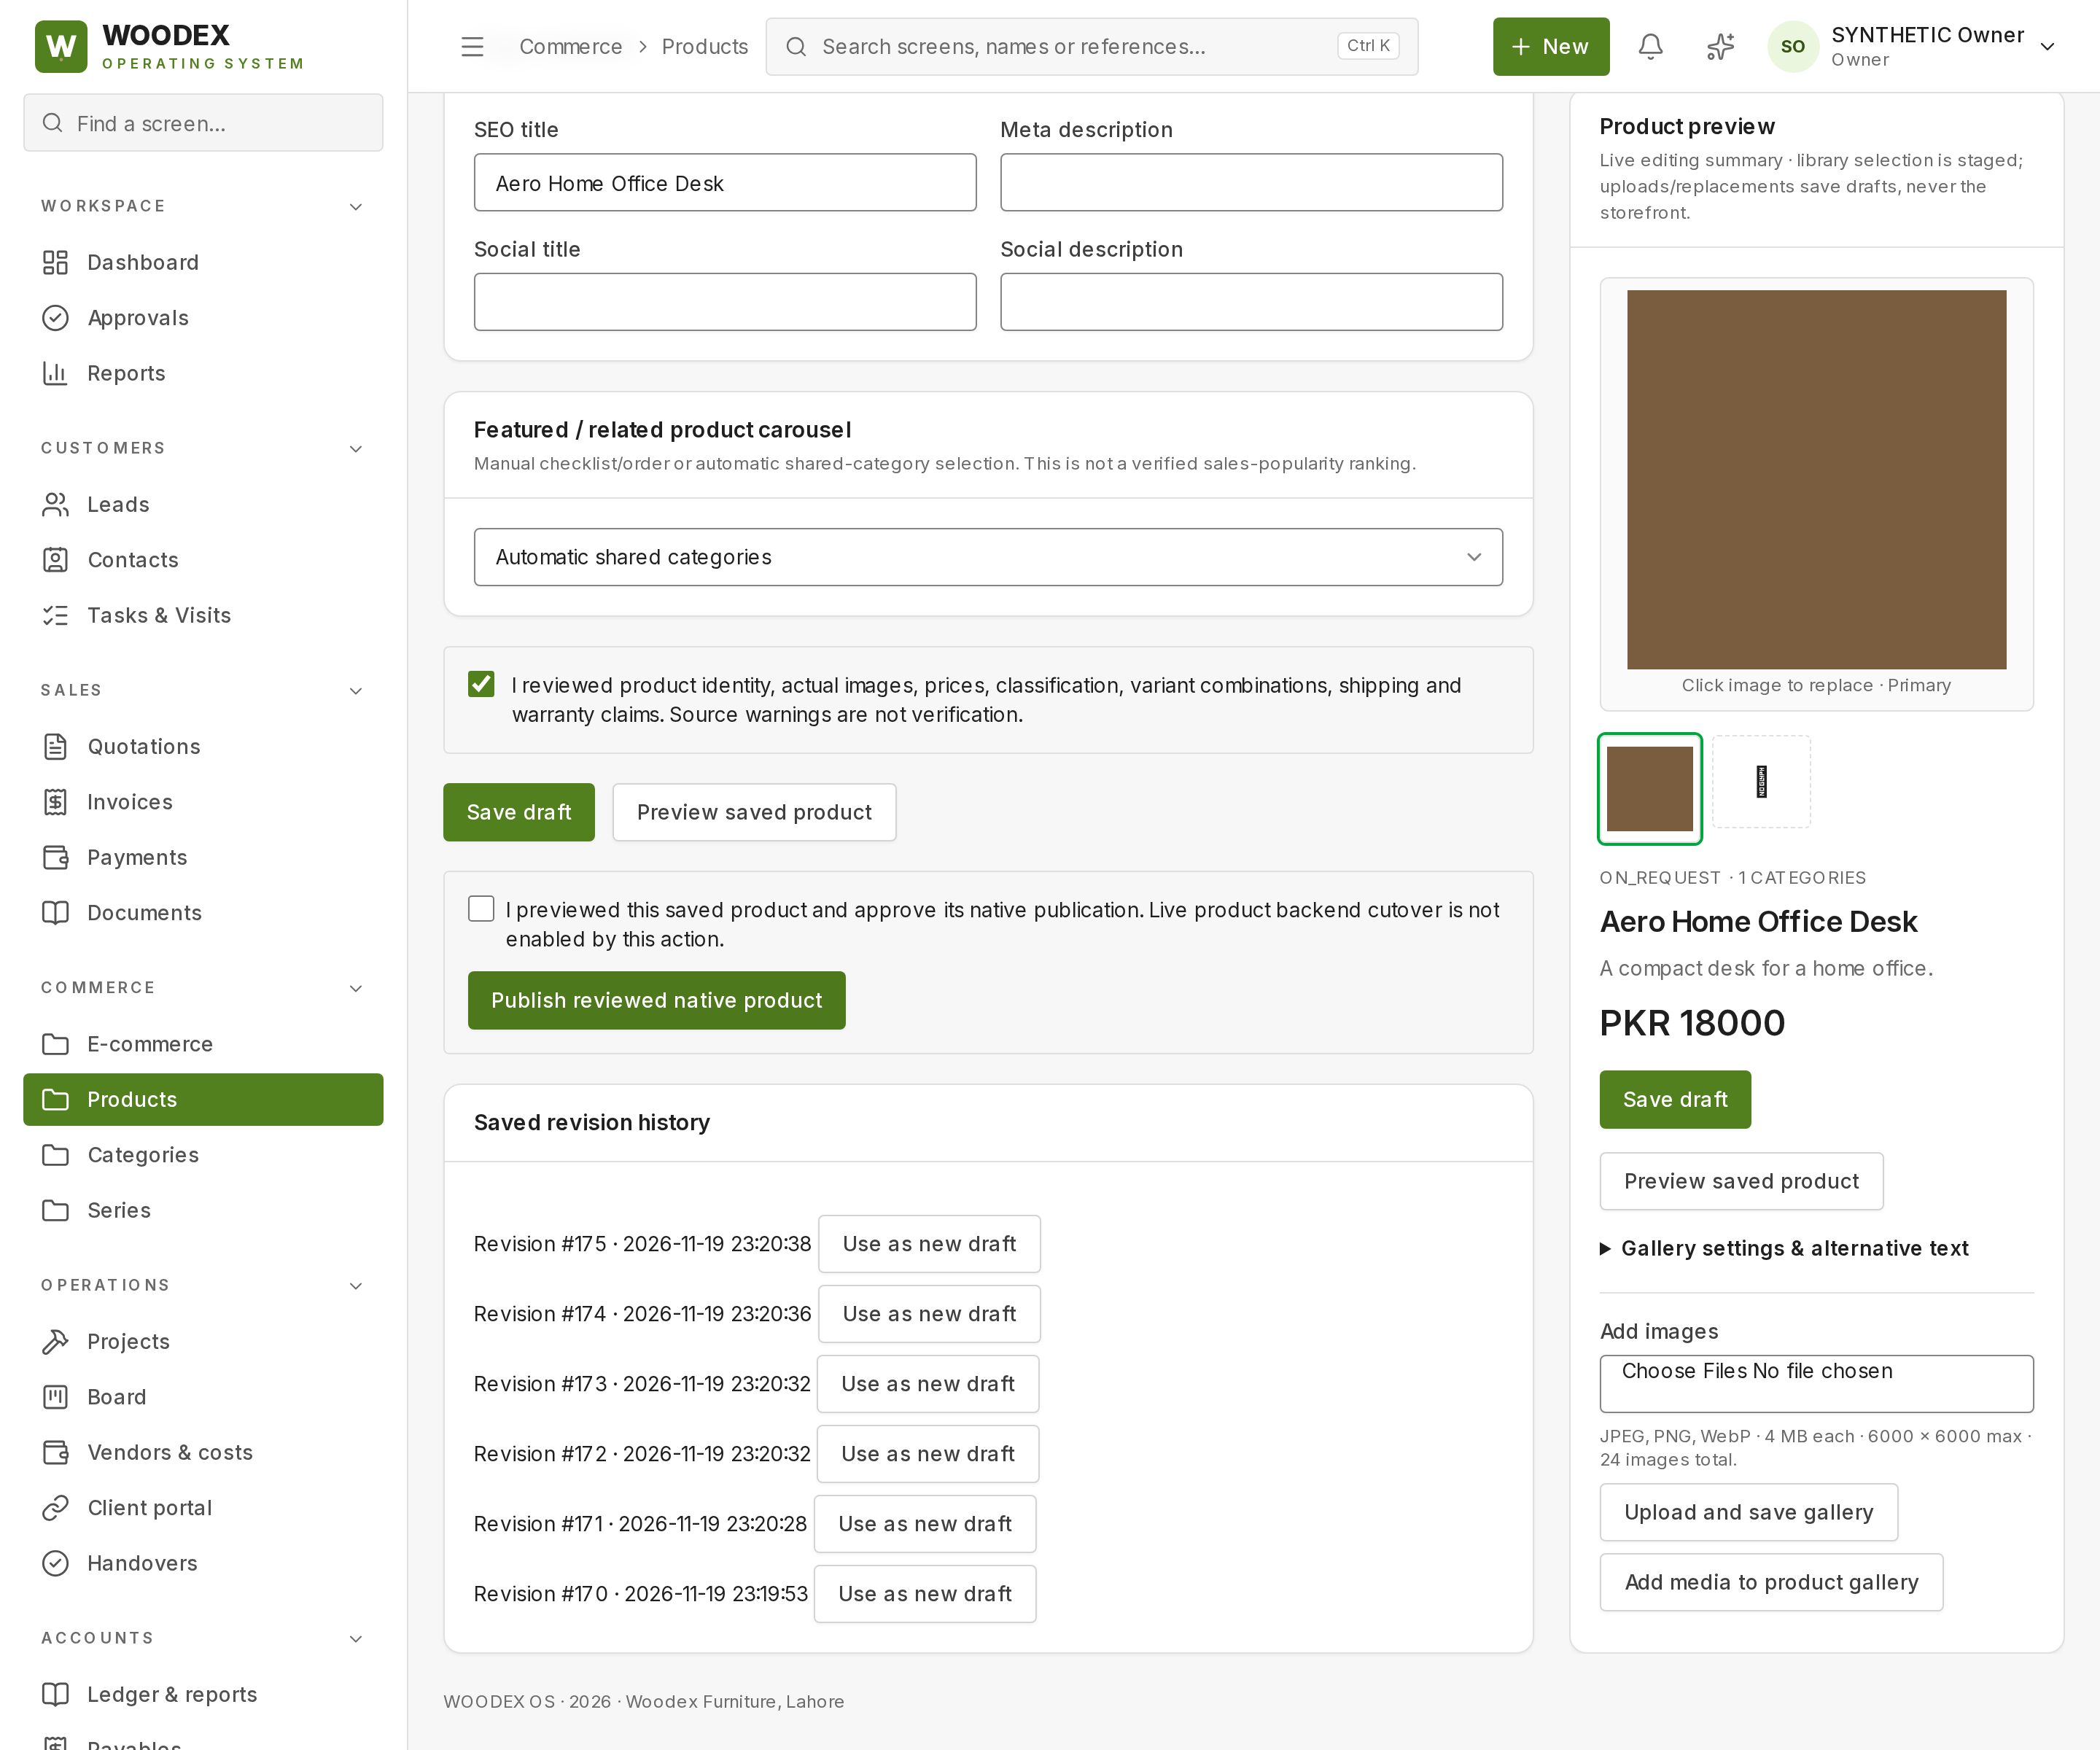 WOODEX
OPERATING SYSTEM
Find a screen...
WORKSPACE
Dashboard
Approvals
Reports
CUSTOMERS
Leads
Contacts
Tasks & Visits
SALES
Quotations
Invoices
Payments
Documents
COMMERCE
E-commerce
Products
Categories
Series
OPERATIONS
Projects
Board
Vendors & costs
Client portal
Handovers
ACCOUNTS
Ledger & reports
Payables
Commerce > Products
Search screens, names or references...
Ctrl K
+ New
SO
SYNTHETIC Owner
Owner
SEO title
Aero Home Office Desk
Meta description
Social title
Social description
Featured / related product carousel
Manual checklist/order or automatic shared-category selection. This is not a verified sales-popularity ranking.
Automatic shared categories
I reviewed product identity, actual images, prices, classification, variant combinations, shipping and
warranty claims. Source warnings are not verification.
Save draft
Preview saved product
I previewed this saved product and approve its native publication. Live product backend cutover is not
enabled by this action.
Publish reviewed native product
Saved revision history
Revision #175 · 2026-11-19 23:20:38 Use as new draft
Revision #174 · 2026-11-19 23:20:36 Use as new draft
Revision #173 · 2026-11-19 23:20:32 Use as new draft
Revision #172 · 2026-11-19 23:20:32 Use as new draft
Revision #171 · 2026-11-19 23:20:28 Use as new draft
Revision #170 · 2026-11-19 23:19:53 Use as new draft
WOODEX OS · 2026 · Woodex Furniture, Lahore
Product preview
Live editing summary · library selection is staged;
uploads/replacements save drafts, never the
storefront.
Click image to replace · Primary
ON_REQUEST · 1 CATEGORIES
Aero Home Office Desk
A compact desk for a home office.
PKR 18000
Save draft
Preview saved product
Gallery settings & alternative text
Add images
Choose Files No file chosen
JPEG, PNG, WebP · 4 MB each · 6000 × 6000 max ·
24 images total.
Upload and save gallery
Add media to product gallery